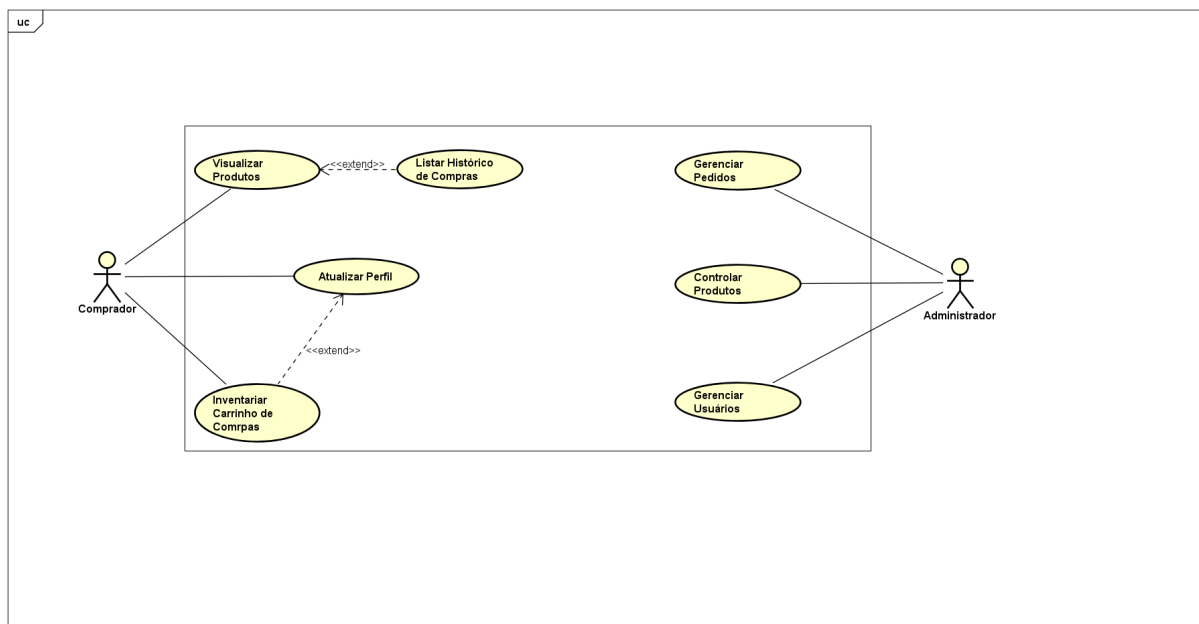 uc
Visualizar
Produtos
<<extend>>
Listar Histórico
de Compras
Gerenciar
Pedidos
Atualizar Perfil
Controlar
Produtos
Comprador
Administrador
<<extend>>
Inventariar
Carrinho de
Comrpas
Gerenciar
Usuários